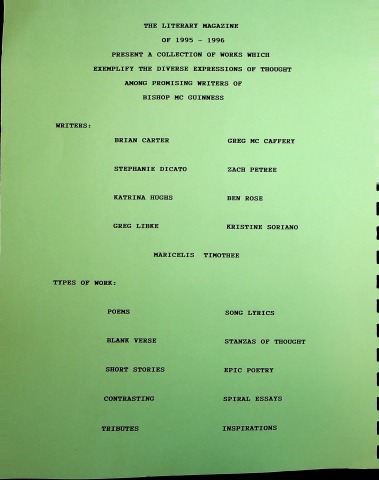 THE LITERARY MAGAZINE
OF 1995 - 1996
PRESENT A COLLECTION OF WORKS WHICH
EXEMPLIFY THE DIVERSE EXPRESSIONS OF THOUGHT
AMONG PROMISING WRITERS OF
BISHOP MC GUINNESS
WRITERS:
BRIAN CARTER GREG MC CAFFERY
STEPHANIE DICATO ZACH PETREE
KATRINA HUGHS BEN ROSE
GREG LIBKE KRISTINE SORIANO
MARICELIS TIMOTHEE
TYPES OF WORK:
POEMS SONG LYRICS
BLANK VERSE STANZAS OF THOUGHT
SHORT STORIES EPIC POETRY
CONTRASTING SPIRAL ESSAYS
TRIBUTES INSPIRATIONS